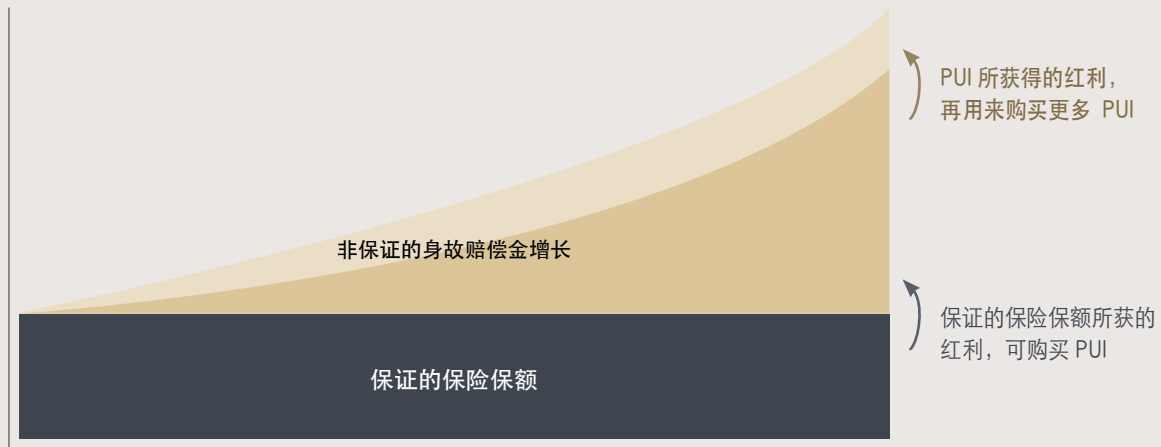 PUI 所获得的红利，
再用来购买更多 PUI
非保证的身故赔偿金增长
保证的保险保额所获的
红利，可购买 PUI
保证的保险保额